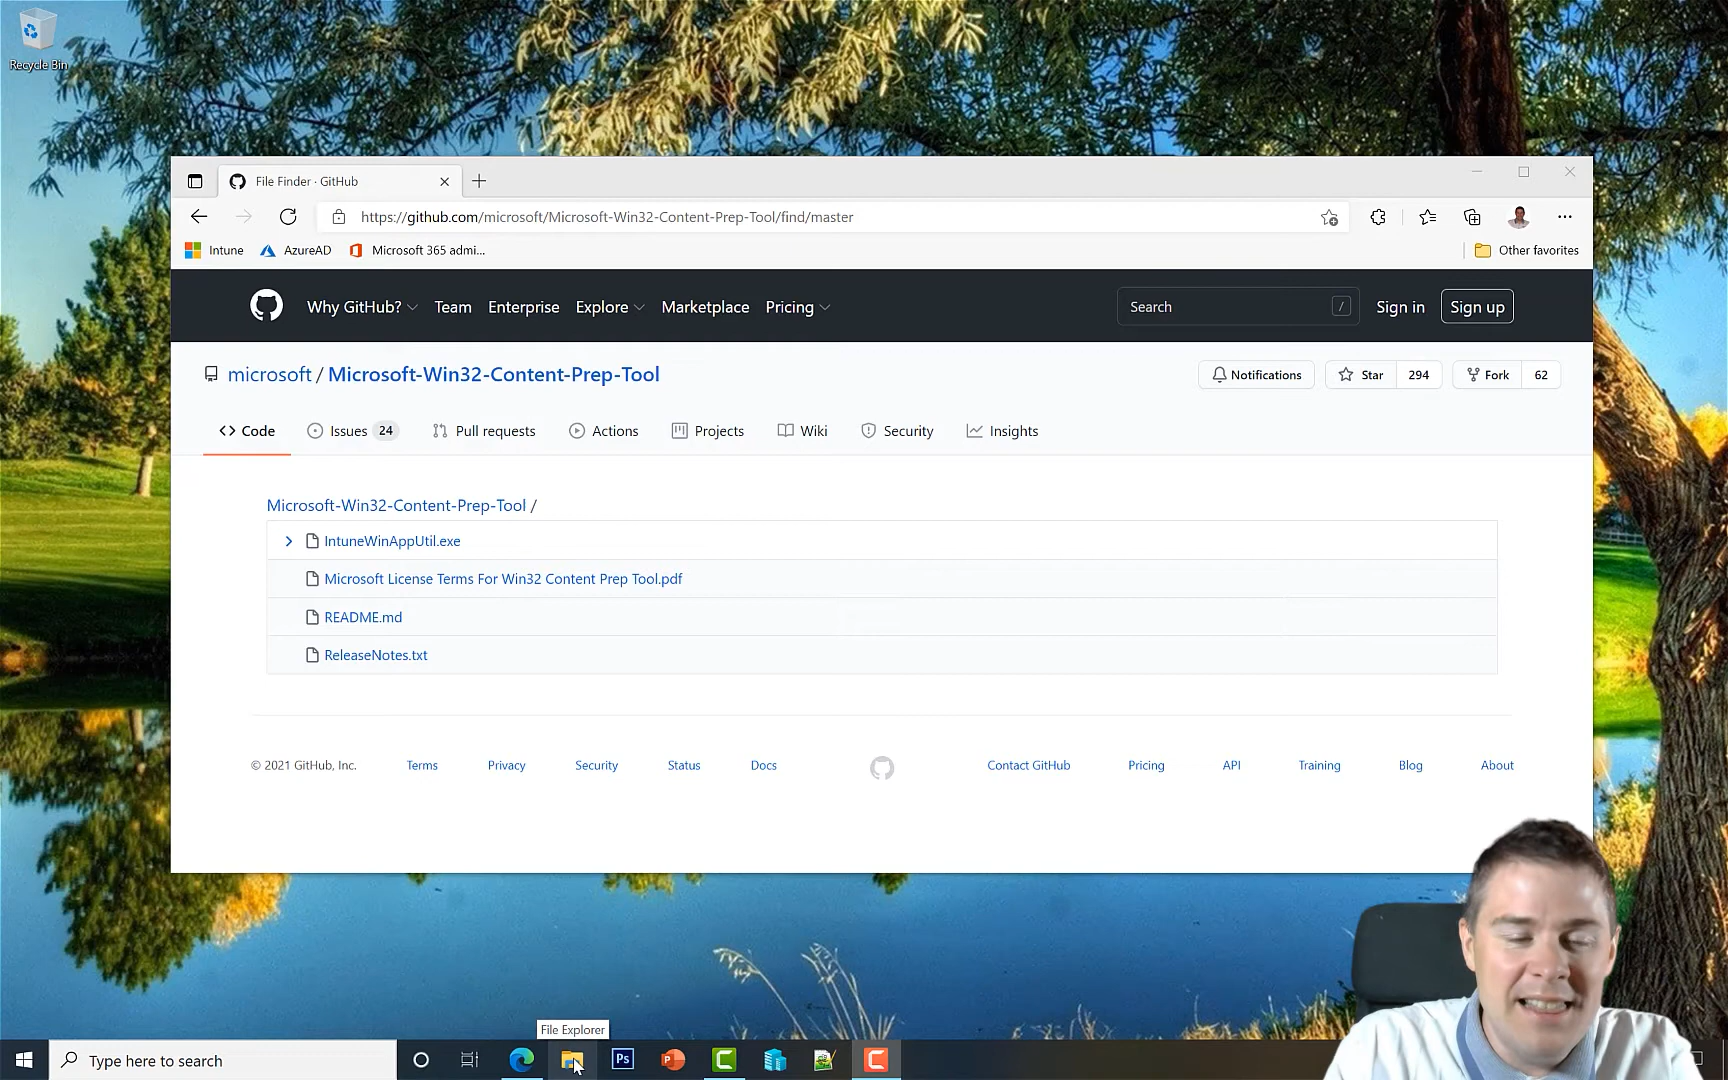 Recycle Bin
File Finder · GitHub
https://github.com/microsoft/Microsoft-Win32-Content-Prep-Tool/find/master
Intune AzureAD Microsoft 365 admi... Other favorites
Why GitHub? Team Enterprise Explore Marketplace Pricing Search / Sign in Sign up
microsoft / Microsoft-Win32-Content-Prep-Tool Notifications Star 294 Fork 62
Code Issues 24 Pull requests Actions Projects Wiki Security Insights
Microsoft-Win32-Content-Prep-Tool /
IntuneWinAppUtil.exe
Microsoft License Terms For Win32 Content Prep Tool.pdf
README.md
ReleaseNotes.txt
© 2021 GitHub, Inc. Terms Privacy Security Status Docs Contact GitHub Pricing API Training Blog About
File Explorer
Type here to search Ps P C C